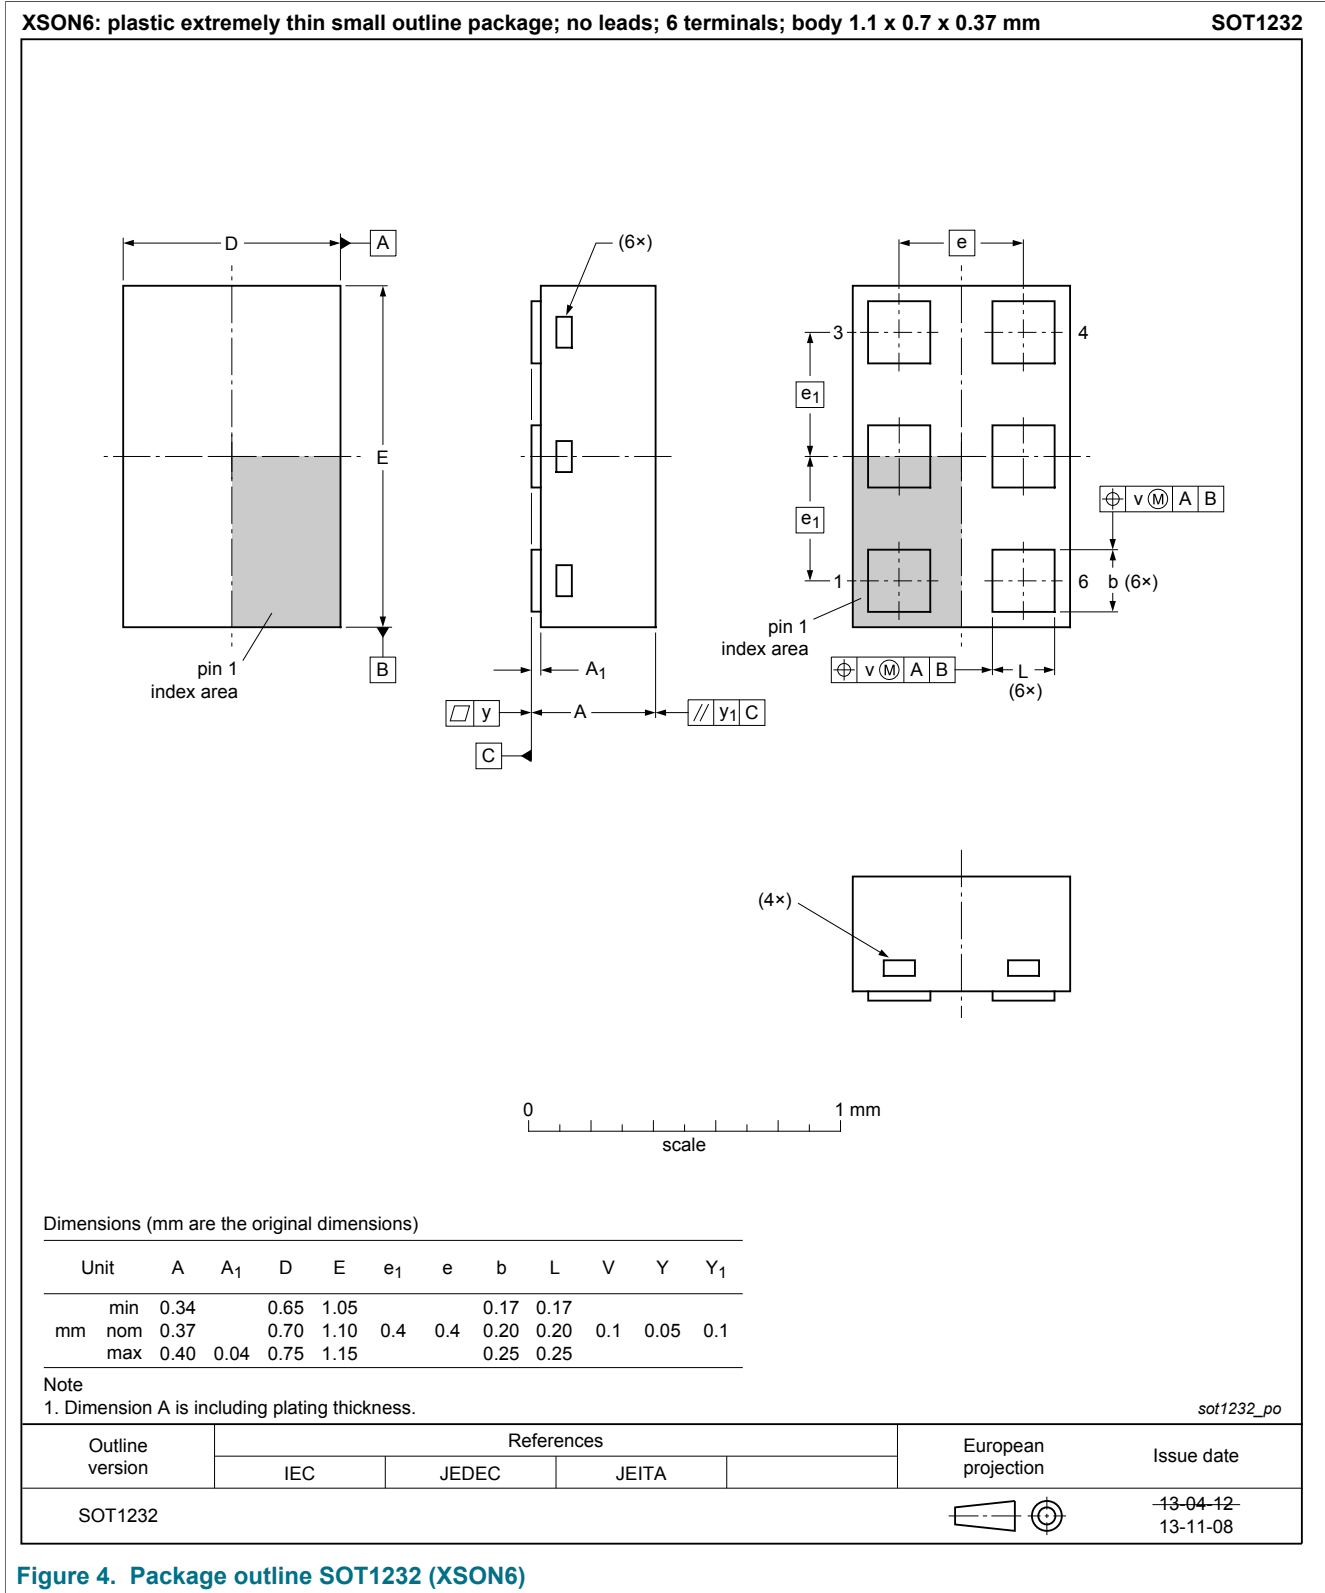 XSON6: plastic extremely thin small outline package; no leads; 6 terminals; body 1.1 x 0.7 x 0.37 mm SOT1232
D A (6×) e
3 4
e1
E
e1
v M A B
1 6 b (6×)
pin 1
index area
pin 1
index area
B
A1
v M A B L
(6×)
y A y1 C
C
(4×)
0 1 mm
scale
Dimensions (mm are the original dimensions)
Unit A A1 D E e1 e b L V Y Y1
min 0.34 0.65 1.05 0.17 0.17
mm nom 0.37 0.70 1.10 0.4 0.4 0.20 0.20 0.1 0.05 0.1
max 0.40 0.04 0.75 1.15 0.25 0.25
Note
1. Dimension A is including plating thickness.
sot1232_po
Outline
version
References
IEC JEDEC JEITA
European
projection
Issue date
SOT1232
13-04-12
13-11-08
Figure 4. Package outline SOT1232 (XSON6)